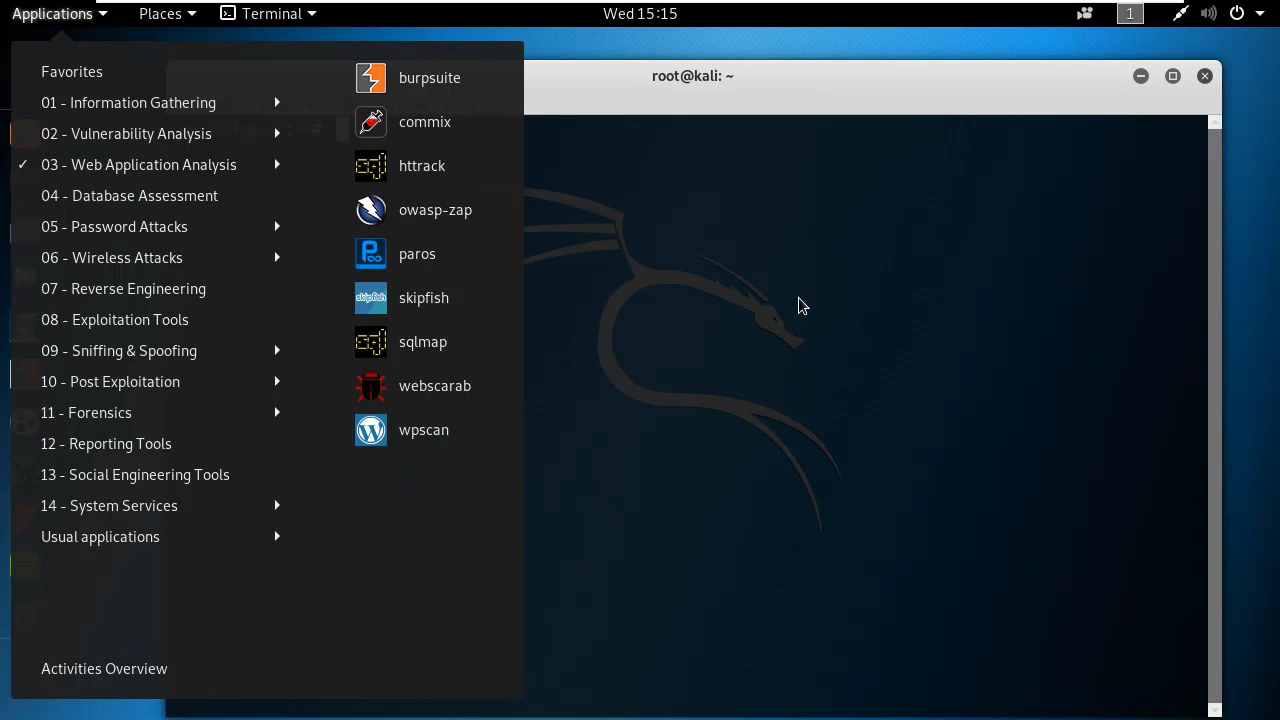 Applications Places Terminal Wed 15:15 1
root@kali: ~
Favorites
01 - Information Gathering
02 - Vulnerability Analysis
✓ 03 - Web Application Analysis
04 - Database Assessment
05 - Password Attacks
06 - Wireless Attacks
07 - Reverse Engineering
08 - Exploitation Tools
09 - Sniffing & Spoofing
10 - Post Exploitation
11 - Forensics
12 - Reporting Tools
13 - Social Engineering Tools
14 - System Services
Usual applications
Activities Overview
burpsuite
commix
httrack
owasp-zap
paros
skipfish
sqlmap
webscarab
wpscan